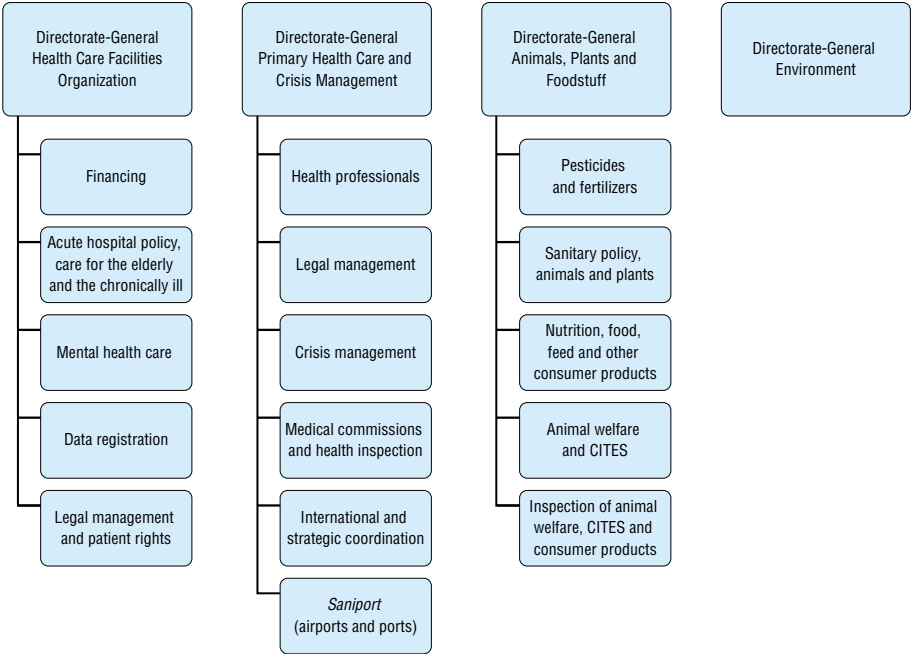 Directorate-General
Health Care Facilities
Organization
Financing
Acute hospital policy,
care for the elderly
and the chronically ill
Mental health care
Data registration
Legal management
and patient rights
Directorate-General
Primary Health Care and
Crisis Management
Health professionals
Legal management
Crisis management
Medical commissions
and health inspection
International and
strategic coordination
Saniport
(airports and ports)
Directorate-General
Animals, Plants and
Foodstuff
Pesticides
and fertilizers
Sanitary policy,
animals and plants
Nutrition, food,
feed and other
consumer products
Animal welfare
and CITES
Inspection of animal
welfare, CITES and
consumer products
Directorate-General
Environment